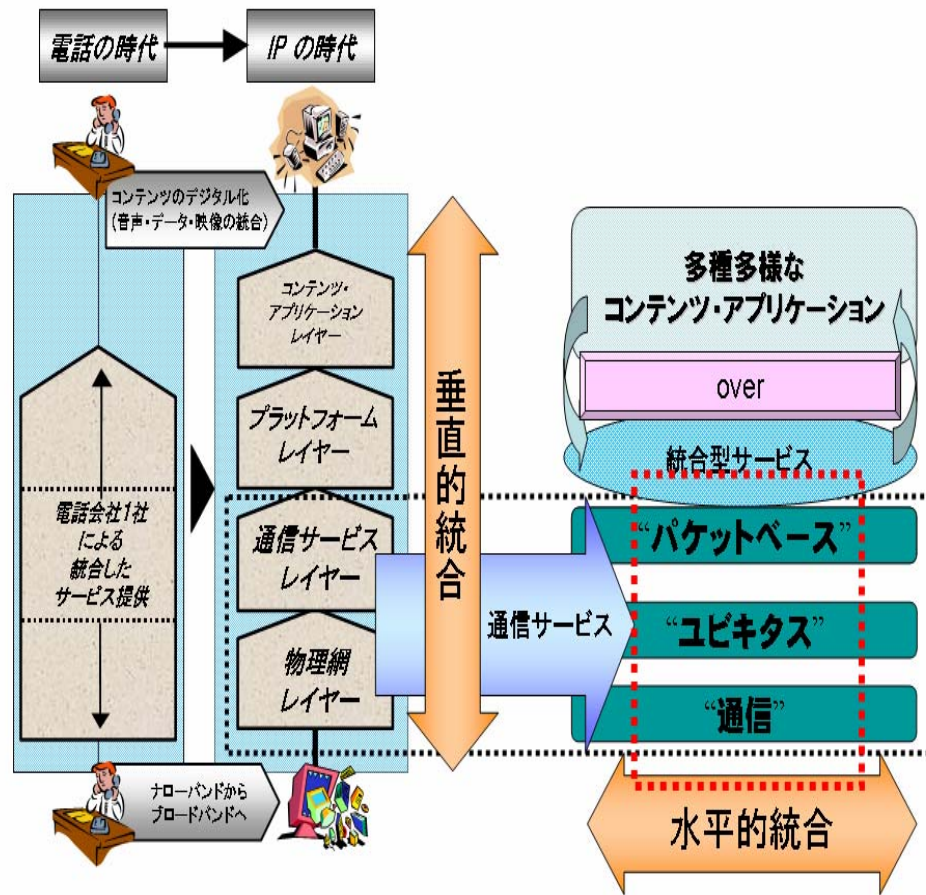 電話の時代
IP の時代
コンテンツのデジタル化
(音声・データ・映像の統合)
電話会社1社
による
統合した
サービス提供
コンテンツ・
アプリケーション
レイヤー
プラットフォーム
レイヤー
通信サービス
レイヤー
物理網
レイヤー
ナローバンドから
ブロードバンドへ
垂直的統合
通信サービス
多種多様な
コンテンツ・アプリケーション
over
統合型サービス
“パケットベース”
“ユビキタス”
“通信”
水平的統合